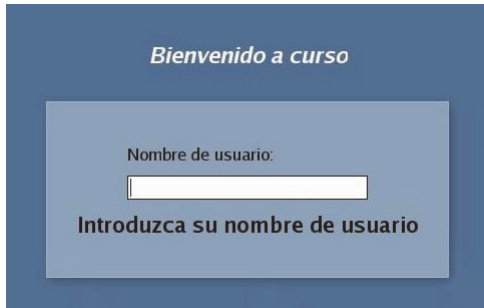 Bienvenido a curso
Nombre de usuario:
Introduzca su nombre de usuario